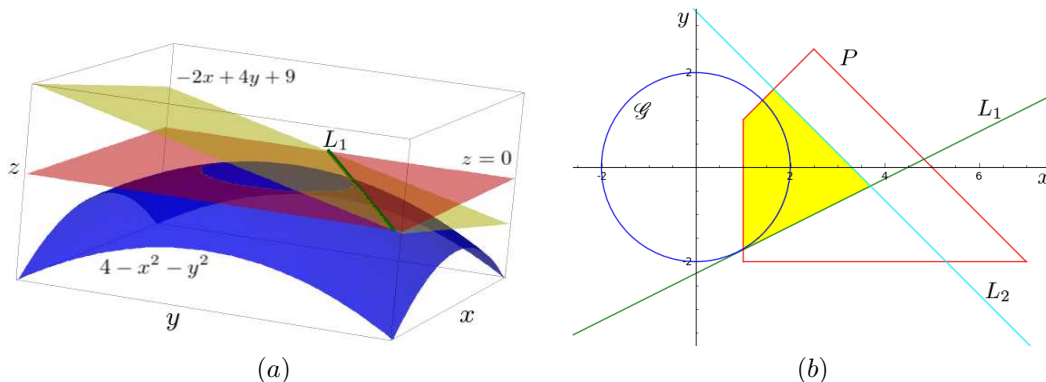 −2x + 4y + 9
L₁
z = 0
z
4 − x² − y²
y
x
(a)
y
P
2
𝒢
L₁
-2
2
4
6
x
2
L₂
(b)